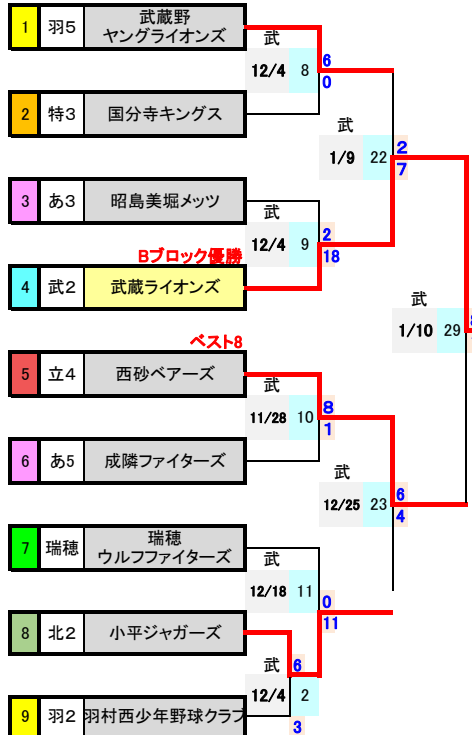 1 羽5 武蔵野
ヤングライオンズ
武
12/4 8
6
0
2 特3 国分寺キングス
武
1/9 22
2
7
3 あ3 昭島美堀メッツ
武
12/4 9
2
18
Bブロック優勝
4 武2 武蔵ライオンズ
武
1/10 29
ベスト8
5 立4 西砂ベアーズ
武
11/28 10
8
1
6 あ5 成隣ファイターズ
武
12/25 23
6
4
7 瑞穂 瑞穂
ウルフファイターズ
武
12/18 11
0
11
8 北2 小平ジャガーズ
武
12/4 2
6
3
9 羽2 羽村西少年野球クラブ